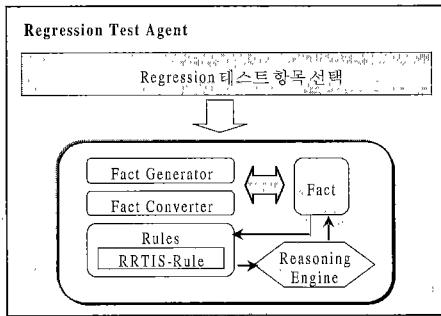 Regression Test Agent
Regression 테스트 항목 선택
Fact Generator
Fact
Fact Converter
Rules
RRTIS-Rule
Reasoning
Engine